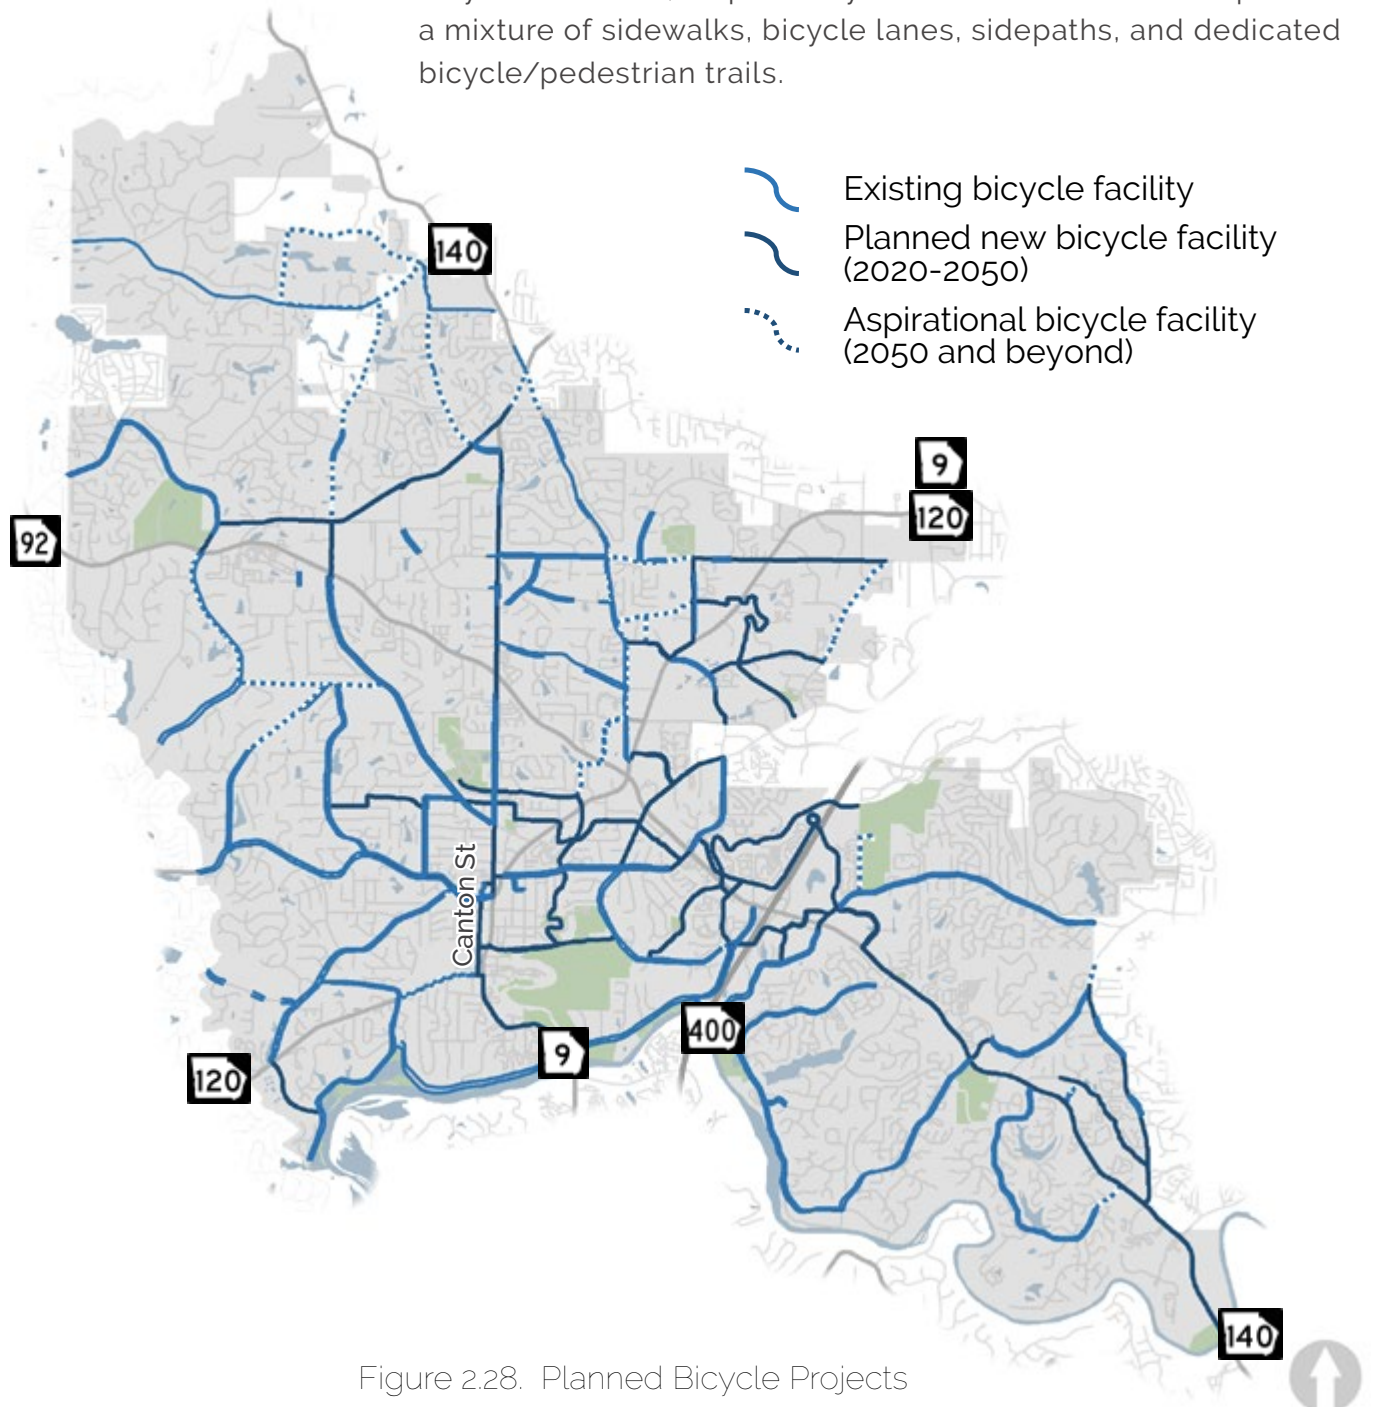 a mixture of sidewalks, bicycle lanes, sidepaths, and dedicated
bicycle/pedestrian trails.
Existing bicycle facility
Planned new bicycle facility
(2020-2050)
Aspirational bicycle facility
(2050 and beyond)
140
9
120
92
Canton St
400
9
120
140
Figure 2.28. Planned Bicycle Projects